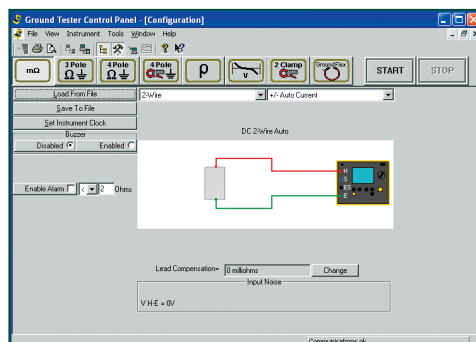 Ground Tester Control Panel - [Configuration]
File View Instrument Tools Window Help
mΩ 3 Pole Ω 4 Pole Ω 4 Pole ρ V 2 Clamp GroundFlex START STOP
Load From File
2-Wire +/- Auto Current
Save To File
Set Instrument Clock
Buzzer
Disabled Enabled
DC 2-Wire Auto
Enable Alarm < 2 Ohms
H
S
ES
E
Lead Compensation= 0 milliohms Change
Input Noise
V H-E = 0V
Communications ok